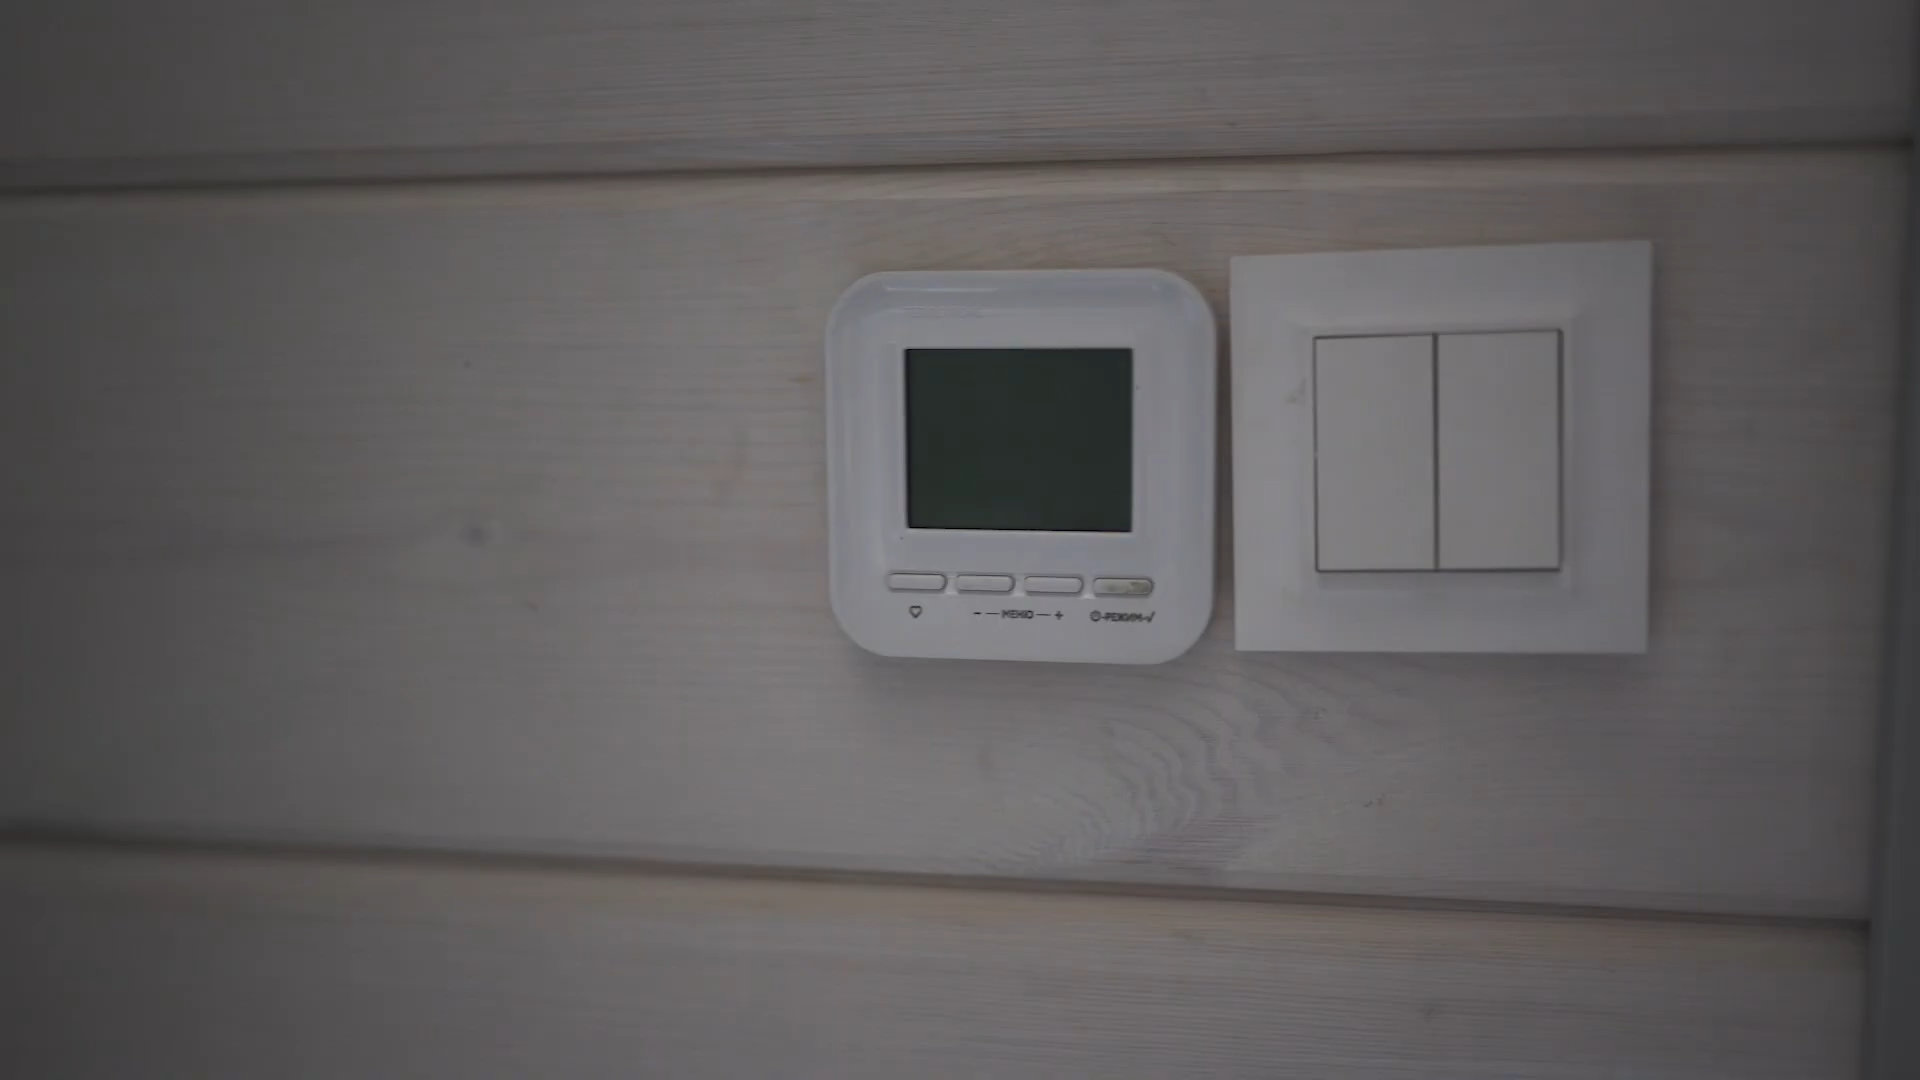 - — МЕНЮ — + ⏻-РЕЖИМ-√